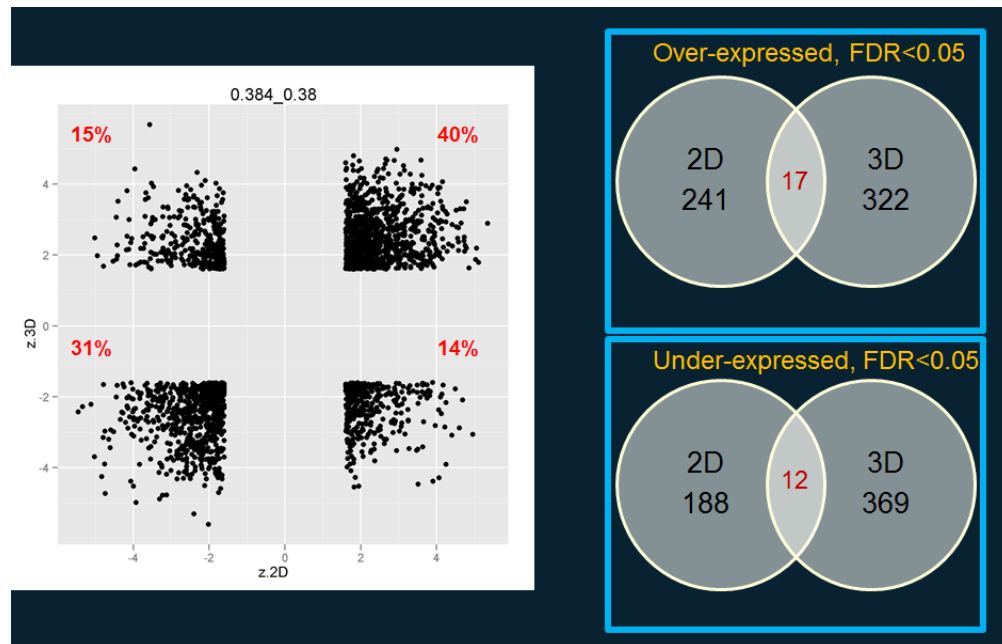 0.384_0.38
15%
40%
31%
14%
z.3D
4
2
0
-2
-4
-4
-2
0
2
4
z.2D
Over-expressed, FDR<0.05
2D
241
17
3D
322
Under-expressed, FDR<0.05
2D
188
12
3D
369